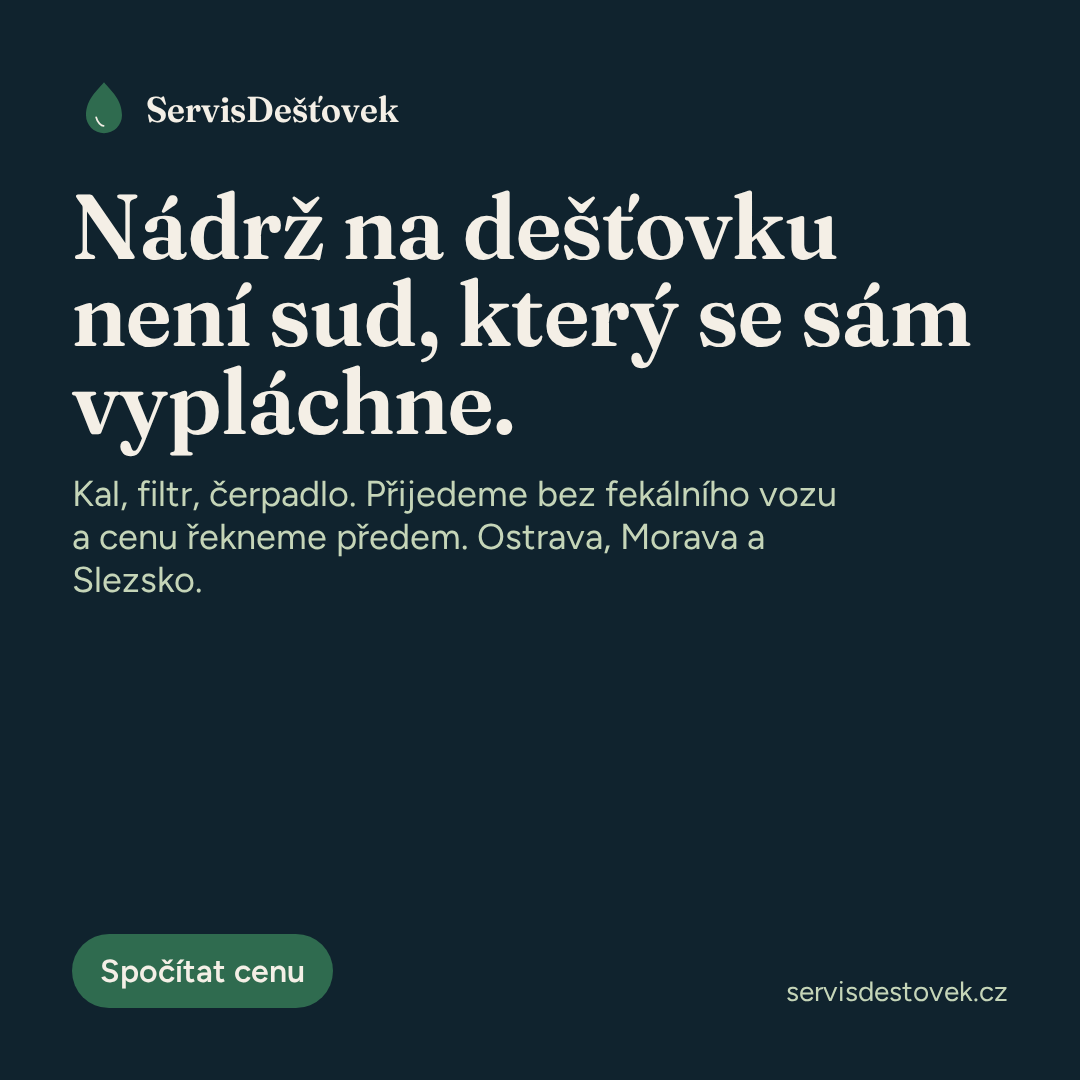 ServisDešťovek
Nádrž na dešťovku
není sud, který se sám
vypláchne.
Kal, filtr, čerpadlo. Přijedeme bez fekálního vozu
a cenu řekneme předem. Ostrava, Morava a
Slezsko.
Spočítat cenu
servisdestovek.cz